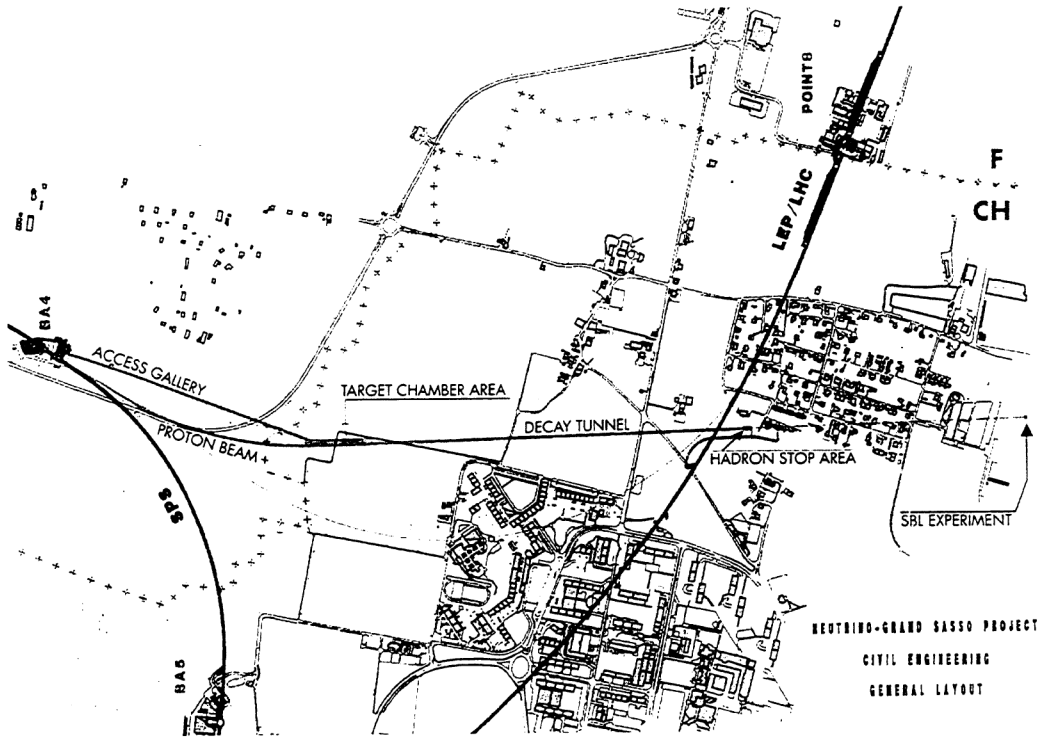 POINT8
F
LEP/LHC
CH
BA4
ACCESS GALLERY
TARGET CHAMBER AREA
DECAY TUNNEL
PROTON BEAM
HADRON STOP AREA
SPS
SBL EXPERIMENT
NEUTRINO-GRAND SASSO PROJECT
CIVIL ENGINEERING
GENERAL LAYOUT
BA5